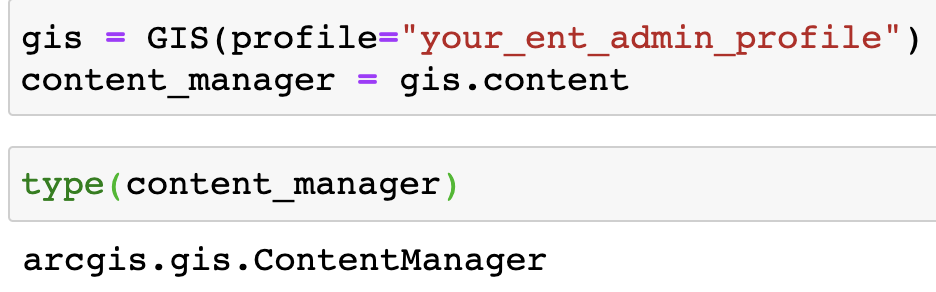 gis = GIS(profile="your_ent_admin_profile")
content_manager = gis.content
type(content_manager)
arcgis.gis.ContentManager